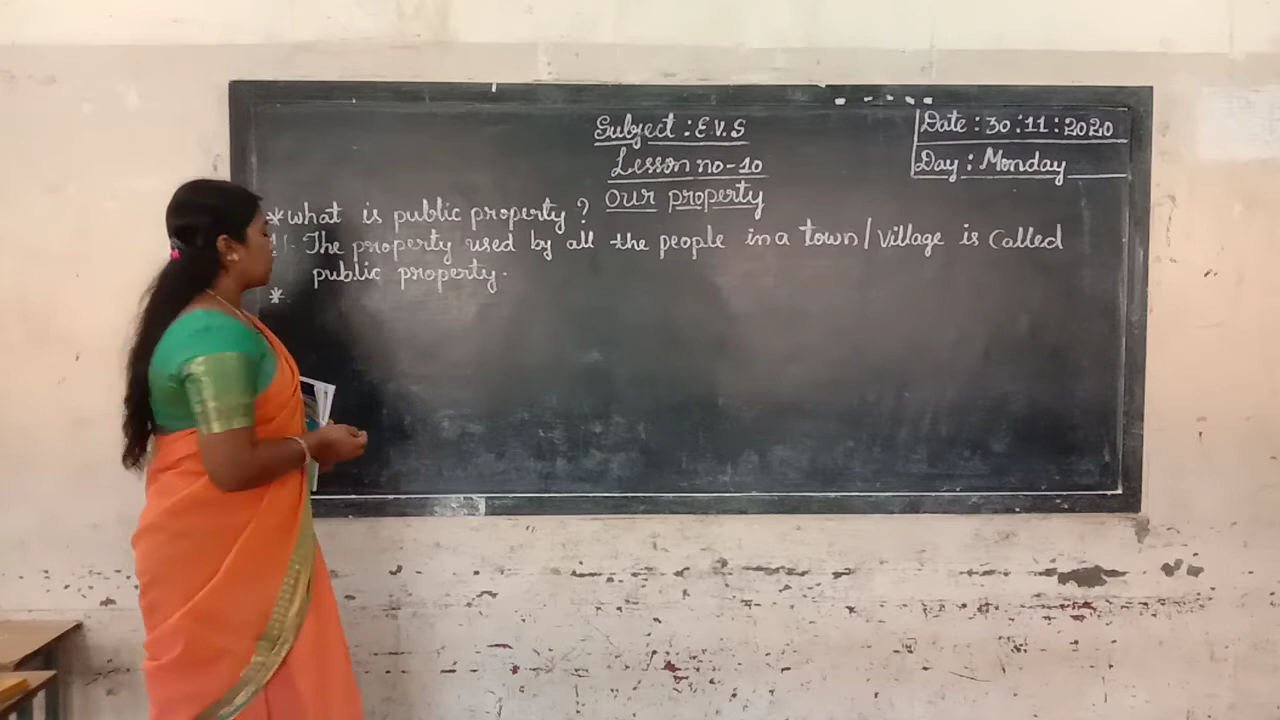 Subject : E.V.S
Date : 30:11:2020
Lesson no-10
Day : Monday
our property
*what is public property ?
1. The property used by all the people in a town/village is Called
public property.
*